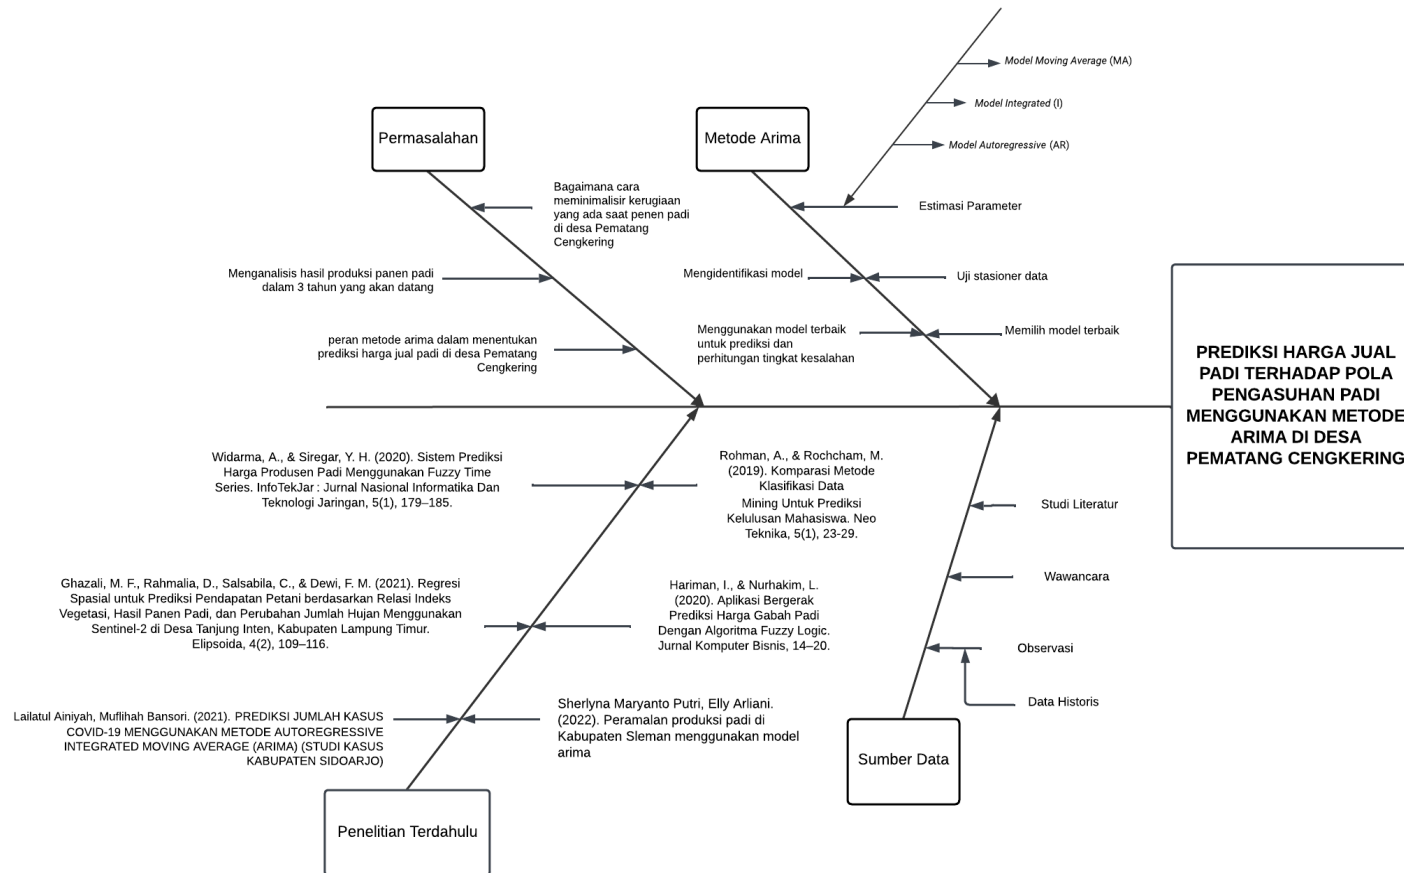 Model Moving Average (MA)
Model Integrated (I)
Model Autoregressive (AR)
Permasalahan
Metode Arima
Bagaimana cara
meminimalisir kerugiaan
yang ada saat penen padi
di desa Pematang
Cengkering
Estimasi Parameter
Menganalisis hasil produksi panen padi
dalam 3 tahun yang akan datang
Mengidentifikasi model
Uji stasioner data
peran metode arima dalam menentukan
prediksi harga jual padi di desa Pematang
Cengkering
Menggunakan model terbaik
untuk prediksi dan
perhitungan tingkat kesalahan
Memilih model terbaik
PREDIKSI HARGA JUAL
PADI TERHADAP POLA
PENGASUHAN PADI
MENGGUNAKAN METODE
ARIMA DI DESA
PEMATANG CENGKERING
Widarma, A., & Siregar, Y. H. (2020). Sistem Prediksi
Harga Produsen Padi Menggunakan Fuzzy Time
Series. InfoTekJar : Jurnal Nasional Informatika Dan
Teknologi Jaringan, 5(1), 179–185.
Rohman, A., & Rochcham, M.
(2019). Komparasi Metode
Klasifikasi Data
Mining Untuk Prediksi
Kelulusan Mahasiswa. Neo
Teknika, 5(1), 23-29.
Studi Literatur
Wawancara
Ghazali, M. F., Rahmalia, D., Salsabila, C., & Dewi, F. M. (2021). Regresi
Spasial untuk Prediksi Pendapatan Petani berdasarkan Relasi Indeks
Vegetasi, Hasil Panen Padi, dan Perubahan Jumlah Hujan Menggunakan
Sentinel-2 di Desa Tanjung Inten, Kabupaten Lampung Timur.
Elipsoida, 4(2), 109–116.
Hariman, I., & Nurhakim, L.
(2020). Aplikasi Bergerak
Prediksi Harga Gabah Padi
Dengan Algoritma Fuzzy Logic.
Jurnal Komputer Bisnis, 14–20.
Observasi
Data Historis
Lailatul Ainiyah, Muflihah Bansori. (2021). PREDIKSI JUMLAH KASUS
COVID-19 MENGGUNAKAN METODE AUTOREGRESSIVE
INTEGRATED MOVING AVERAGE (ARIMA) (STUDI KASUS
KABUPATEN SIDOARJO)
Sherlyna Maryanto Putri, Elly Arliani.
(2022). Peramalan produksi padi di
Kabupaten Sleman menggunakan model
arima
Sumber Data
Penelitian Terdahulu